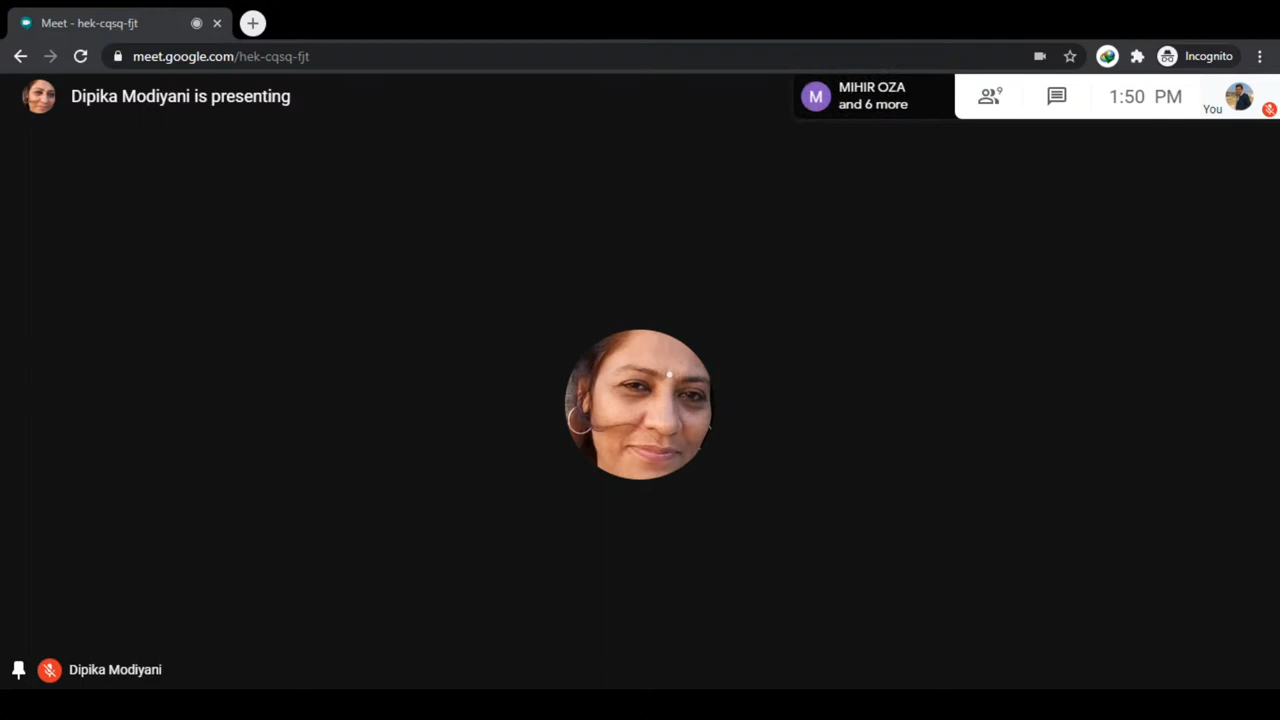 Meet - hek-cqsq-fjt
meet.google.com/hek-cqsq-fjt
Incognito
Dipika Modiyani is presenting
M
MIHIR OZA
and 6 more
9
1:50 PM
You
Dipika Modiyani